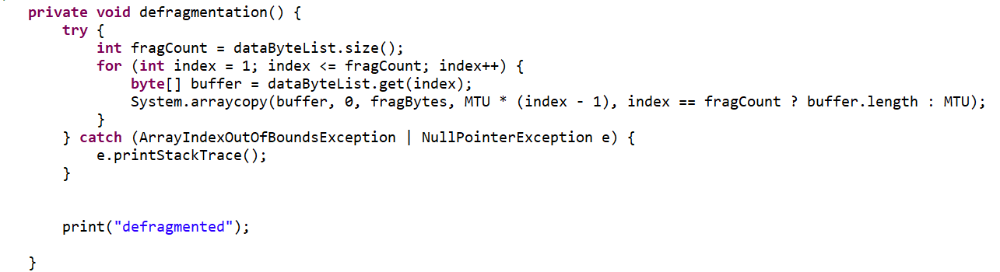 private void defragmentation() {
    try {
        int fragCount = dataByteList.size();
        for (int index = 1; index <= fragCount; index++) {
            byte[] buffer = dataByteList.get(index);
            System.arraycopy(buffer, 0, fragBytes, MTU * (index - 1), index == fragCount ? buffer.length : MTU);
        }
    } catch (ArrayIndexOutOfBoundsException | NullPointerException e) {
        e.printStackTrace();
    }
    print("defragmented");
}